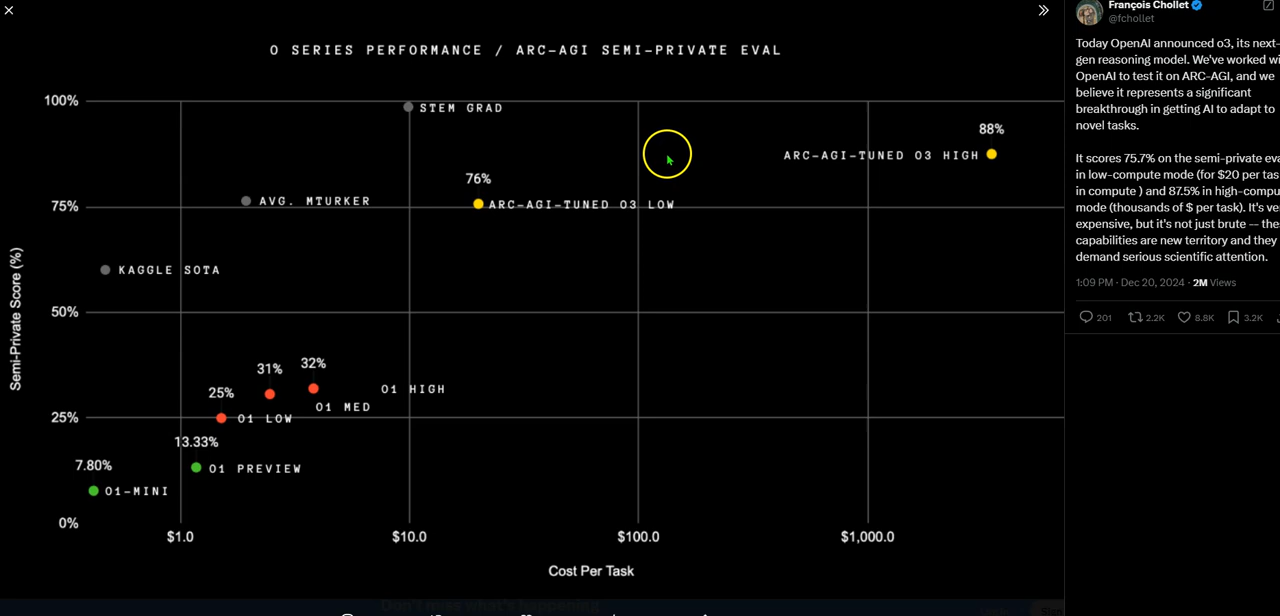 O SERIES PERFORMANCE / ARC-AGI SEMI-PRIVATE EVAL
100%
75%
50%
25%
0%
Semi-Private Score (%)
STEM GRAD
88%
ARC-AGI-TUNED O3 HIGH
76%
ARC-AGI-TUNED O3 LOW
AVG. MTURKER
KAGGLE SOTA
32%
31%
25%
O1 HIGH
O1 MED
O1 LOW
13.33%
O1 PREVIEW
7.80%
O1-MINI
$1.0
$10.0
$100.0
$1,000.0
Cost Per Task
François Chollet
@fchollet
Today OpenAI announced o3, its next-
gen reasoning model. We've worked wi
OpenAI to test it on ARC-AGI, and we
believe it represents a significant
breakthrough in getting AI to adapt to
novel tasks.
It scores 75.7% on the semi-private eva
in low-compute mode (for $20 per tas
in compute ) and 87.5% in high-compu
mode (thousands of $ per task). It's ve
expensive, but it's not just brute -- the
capabilities are new territory and they
demand serious scientific attention.
1:09 PM · Dec 20, 2024 · 2M Views
201 2.2K 8.8K 3.2K
Don't miss what's happening